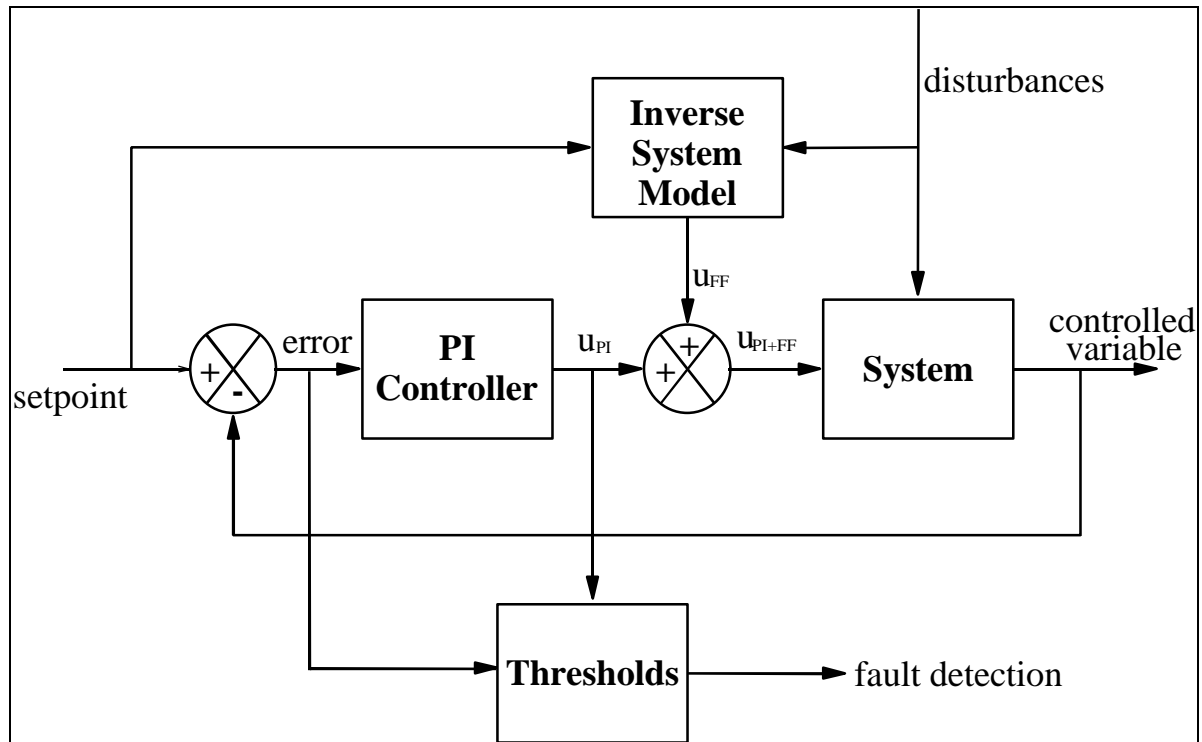 disturbances
Inverse
System
Model
uFF
setpoint
+
-
error
PI
Controller
uPI
+
+
uPI+FF
System
controlled
variable
Thresholds
fault detection